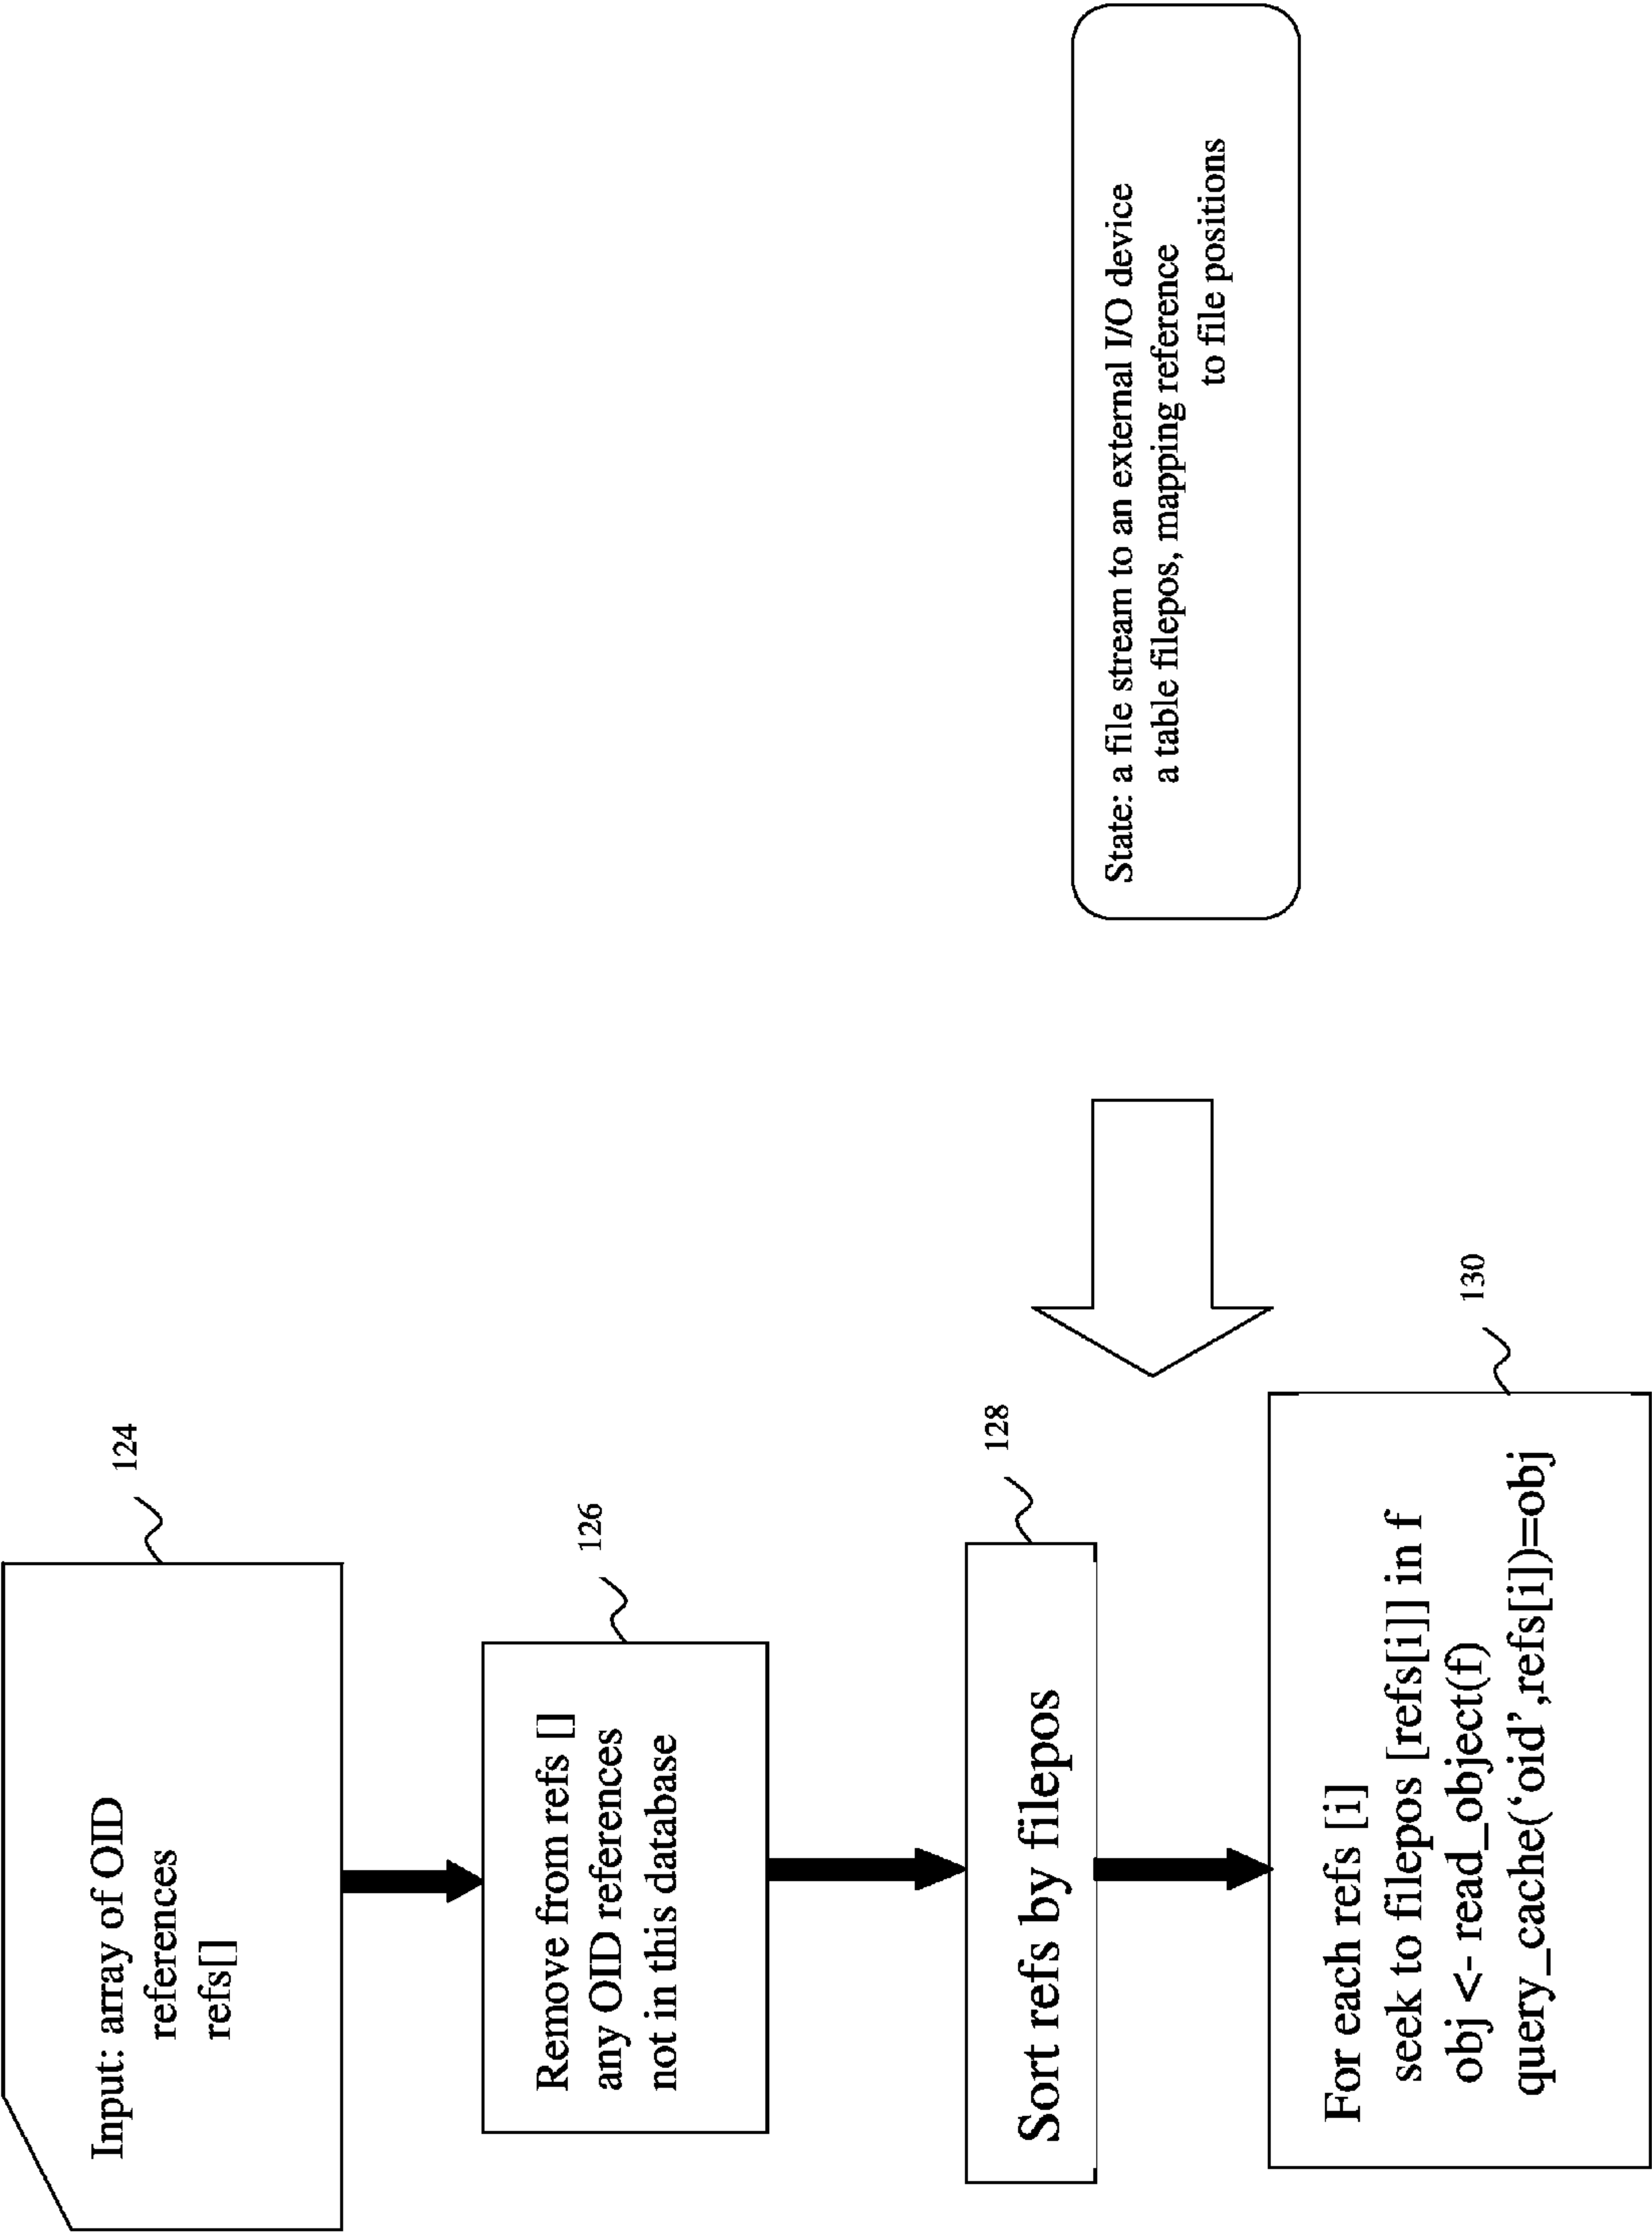 Input: array of OID
references
refs[]
124
Remove from refs []
any OID references
not in this database
126
Sort refs by filepos
128
For each refs [i]
seek to filepos [refs[i]] in f
obj <- read_object(f)
query_cache(‘oid’,refs[i])=obj
130
State: a file stream to an external I/O device
a table filepos, mapping reference
to file positions